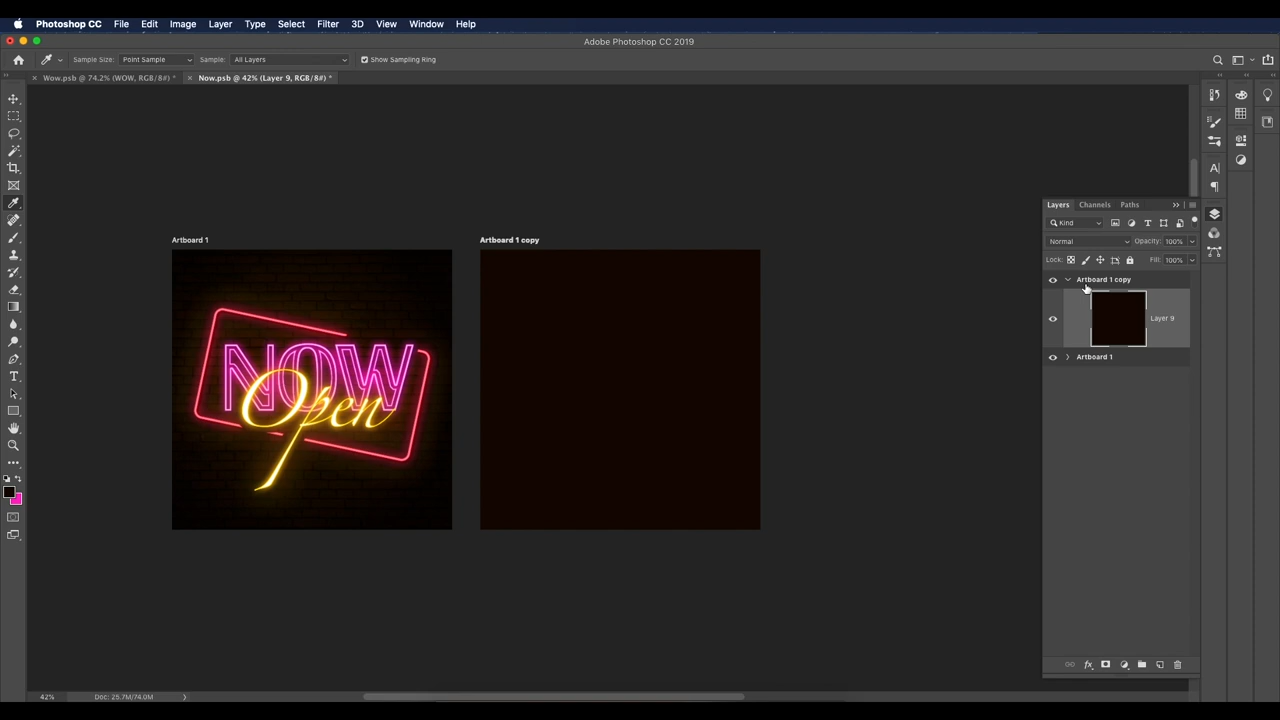 Photoshop CC File Edit Image Layer Type Select Filter 3D View Window Help
Adobe Photoshop CC 2019
Sample Size: Point Sample Sample: All Layers Show Sampling Ring
Wow.psb @ 74.2% (WOW, RGB/8#) * Now.psb @ 42% (Layer 9, RGB/8#) *
Layers Channels Paths
Kind
Normal Opacity: 100%
Artboard 1 Artboard 1 copy
Lock: Fill: 100%
Artboard 1 copy
Layer 9
Artboard 1
NOW
Open
fx
42% Doc: 25.7M/74.0M